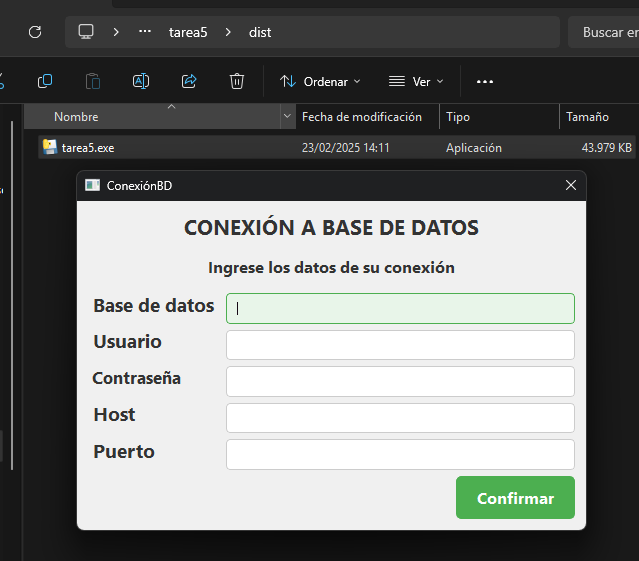 ··· tarea5 > dist
Buscar en
Ordenar
Ver
···
Nombre Fecha de modificación Tipo Tamaño
tarea5.exe 23/02/2025 14:11 Aplicación 43.979 KB
ConexiónBD
CONEXIÓN A BASE DE DATOS
Ingrese los datos de su conexión
Base de datos
Usuario
Contraseña
Host
Puerto
Confirmar